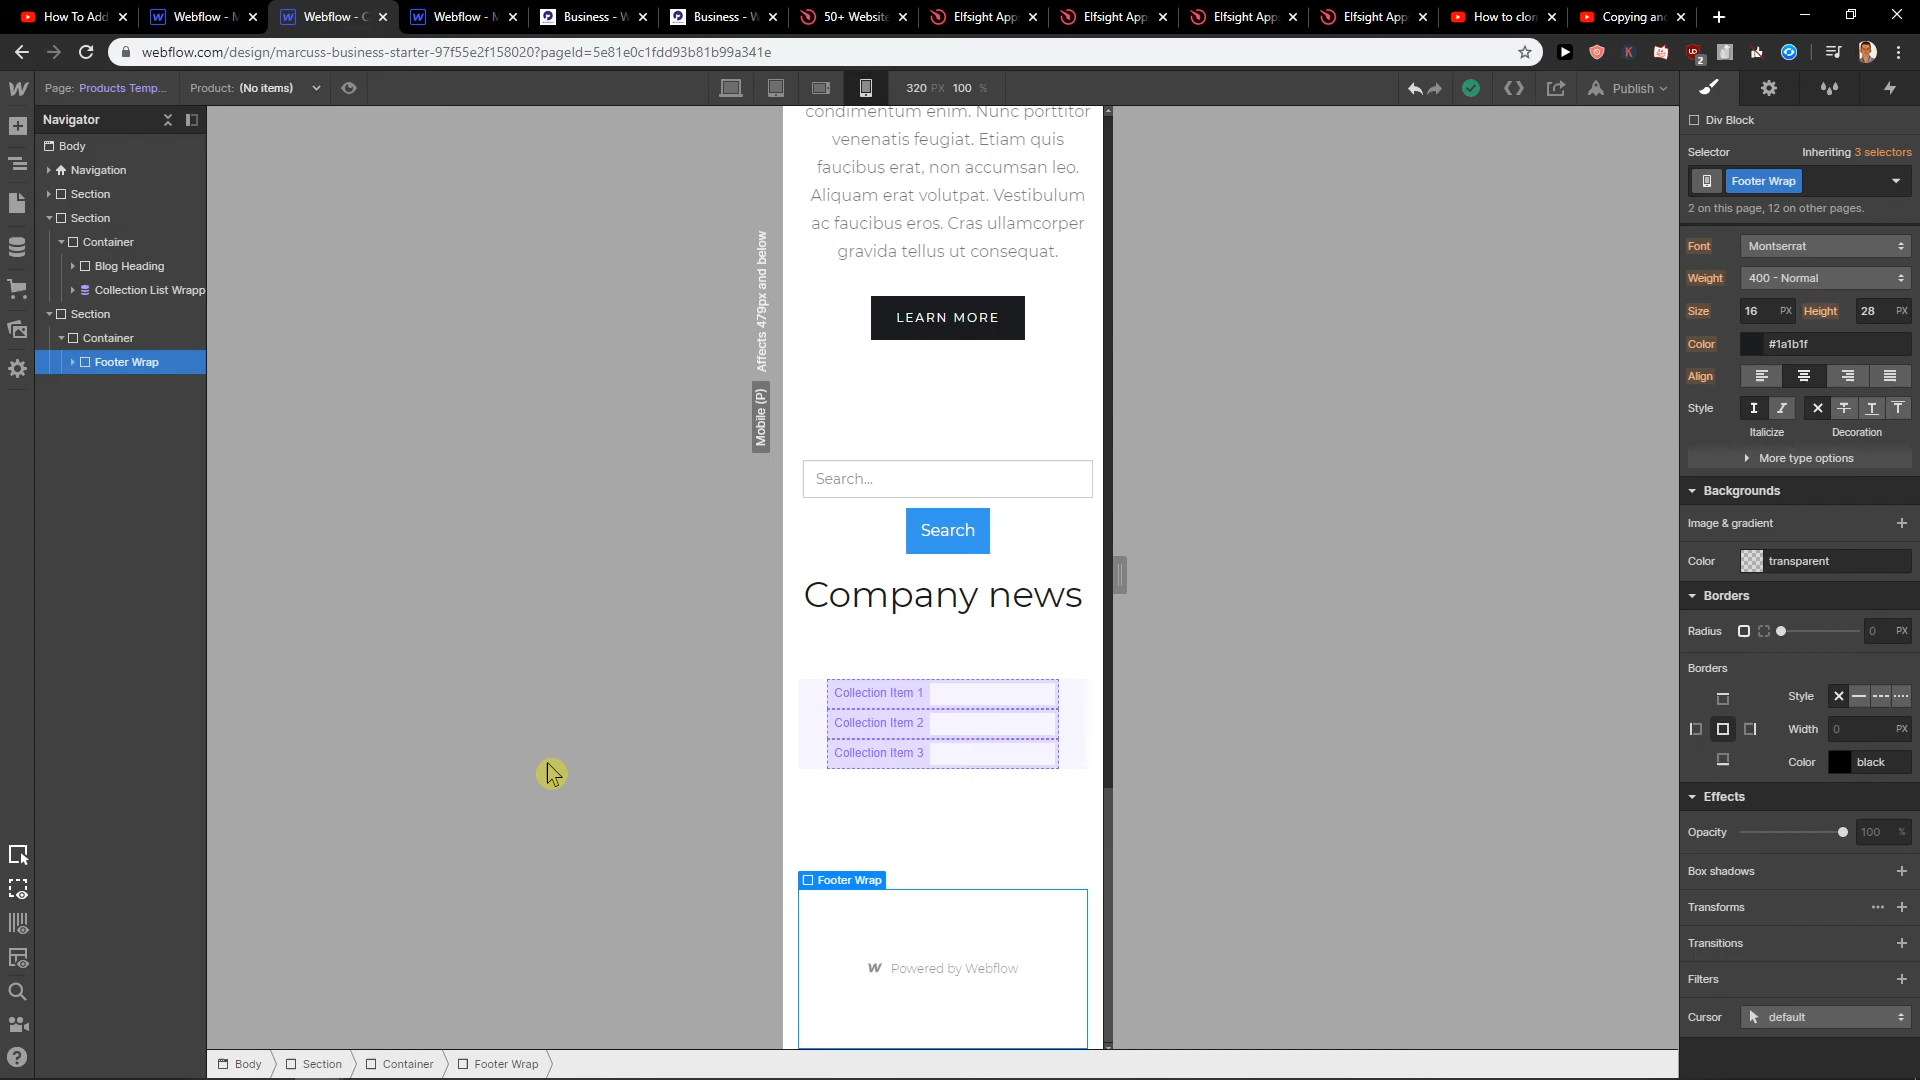 How To Add
Webflow - M
Webflow - C
Webflow - M
Business - W
Business - W
50+ Website
Elfsight App
Elfsight App
Elfsight App
Elfsight App
How to clon
Copying and
webflow.com/design/marcuss-business-starter-97f55e2f158020?pageId=5e81e0c1fdd93b81b99a341e
2
Page: Products Temp...
Product: (No items)
320 PX 100 %
Publish
Navigator
Body
Navigation
Section
Section
Container
Blog Heading
Collection List Wrapp
Section
Container
Footer Wrap
Affects 479px and below
Mobile (P)
condimentum enim. Nunc porttitor
venenatis feugiat. Etiam quis
faucibus erat, non accumsan leo.
Aliquam erat volutpat. Vestibulum
ac faucibus eros. Cras ullamcorper
gravida tellus ut consequat.
LEARN MORE
Search...
Search
Company news
Collection Item 1
Collection Item 2
Collection Item 3
Footer Wrap
Powered by Webflow
Body
Section
Container
Footer Wrap
Div Block
Selector
Inheriting 3 selectors
Footer Wrap
2 on this page, 12 on other pages.
Font
Montserrat
Weight
400 - Normal
Size
16 PX
Height
28 PX
Color
#1a1b1f
Align
Style
Italicize
Decoration
More type options
Backgrounds
Image & gradient
Color
transparent
Borders
Radius
0 PX
Borders
Style
Width
0 PX
Color
black
Effects
Opacity
100 %
Box shadows
Transforms
Transitions
Filters
Cursor
default